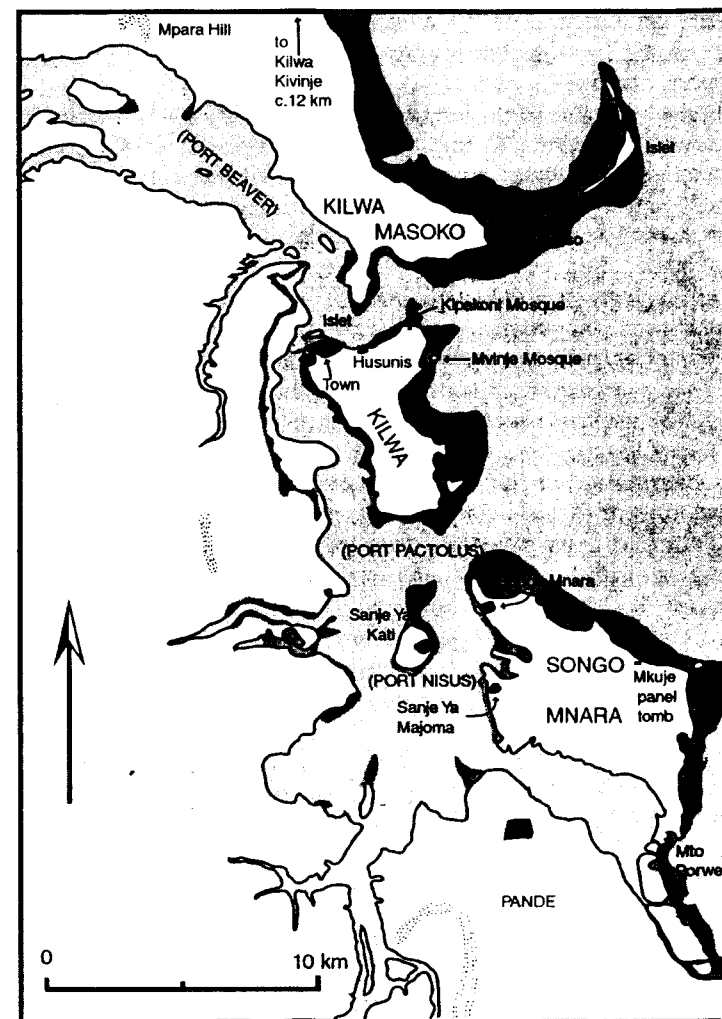 Mpara Hill
to
Kilwa
Kivinje
c.12 km
(PORT BEAVER)
Islet
KILWA
MASOKO
Kipakoni Mosque
Islet
Husunis
Mvinje Mosque
Town
KILWA
(PORT PACTOLUS)
Mnara
Sanje Ya
Kati
SONGO
MNARA
Mkuje
panel
tomb
(PORT NISUS)
Sanje Ya
Majoma
Mto
Porwe
PANDE
0
10 km